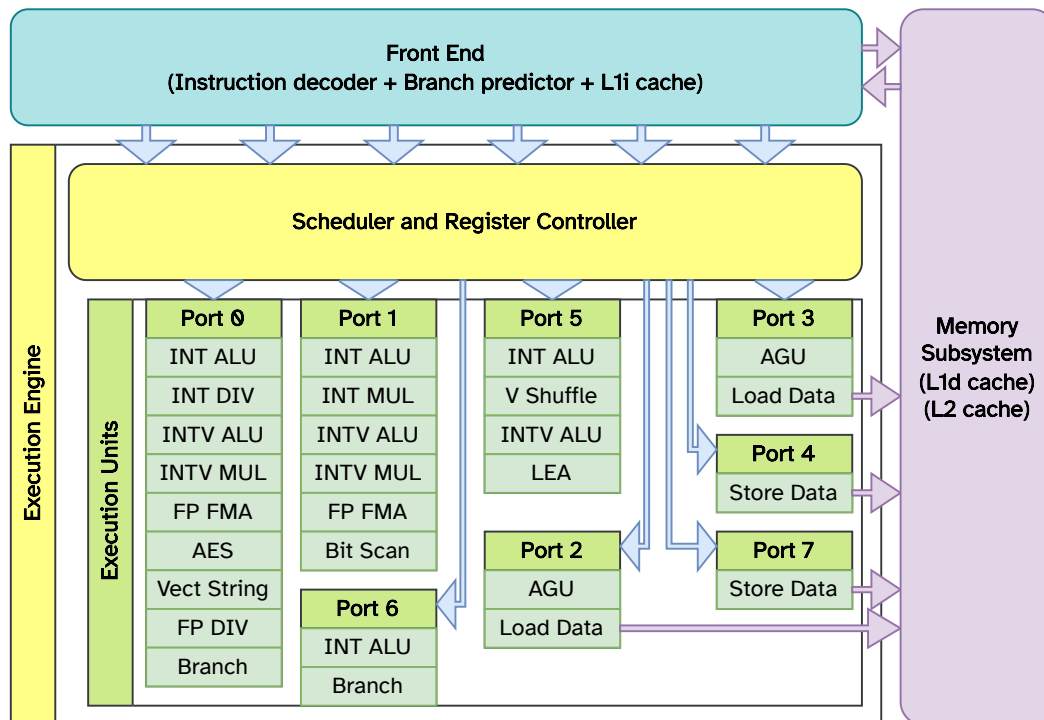 Front End
(Instruction decoder + Branch predictor + L1i cache)
Scheduler and Register Controller
Execution Engine
Execution Units
Port 0
INT ALU
INT DIV
INTV ALU
INTV MUL
FP FMA
AES
Vect String
FP DIV
Branch
Port 1
INT ALU
INT MUL
INTV ALU
INTV MUL
FP FMA
Bit Scan
Port 6
INT ALU
Branch
Port 5
INT ALU
V Shuffle
INTV ALU
LEA
Port 2
AGU
Load Data
Port 3
AGU
Load Data
Port 4
Store Data
Port 7
Store Data
Memory
Subsystem
(L1d cache)
(L2 cache)